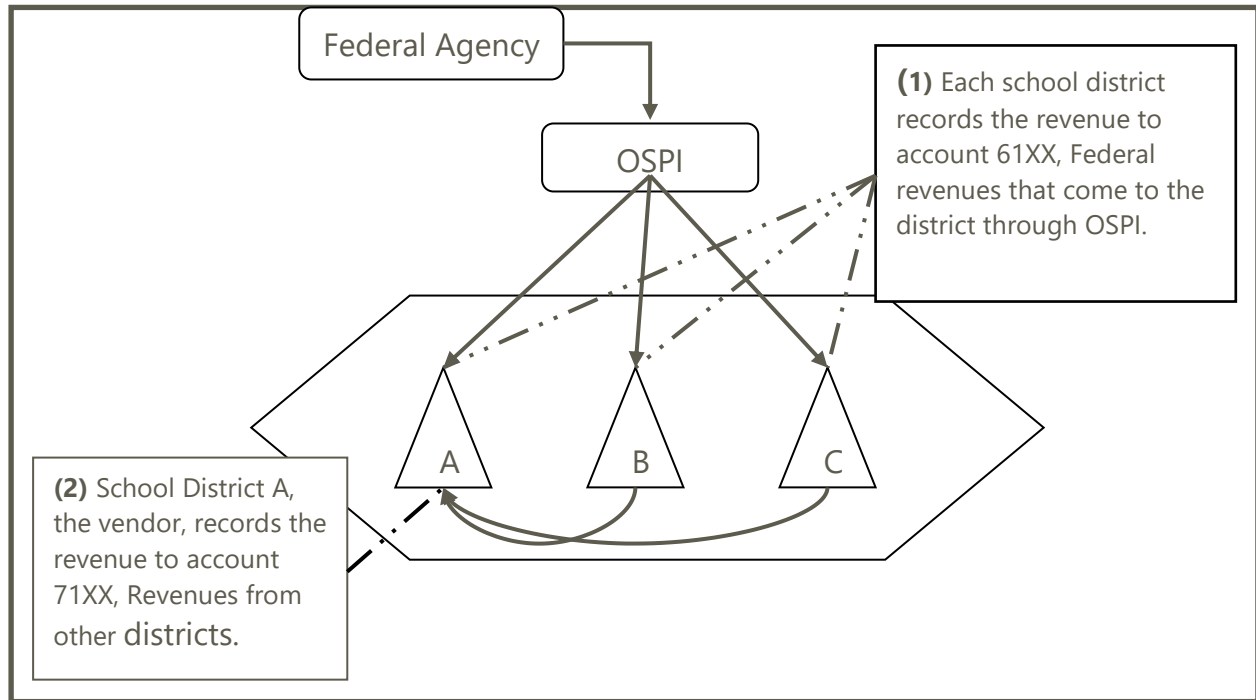 Federal Agency
(1) Each school district
records the revenue to
account 61XX, Federal
revenues that come to the
district through OSPI.
OSPI
A
B
C
(2) School District A,
the vendor, records the
revenue to account
71XX, Revenues from
other districts.